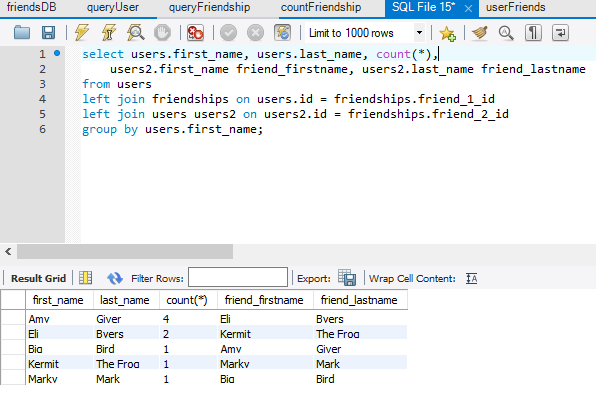 friendsDB queryUser queryFriendship countFriendship SQL File 15* × userFriends
Limit to 1000 rows
1 select users.first_name, users.last_name, count(*),
2 users2.first_name friend_firstname, users2.last_name friend_lastname
3 from users
4 left join friendships on users.id = friendships.friend_1_id
5 left join users users2 on users2.id = friendships.friend_2_id
6 group by users.first_name;
Result Grid Filter Rows: Export: Wrap Cell Content: IA
first_name last_name count(*) friend_firstname friend_lastname
Amy Giver 4 Eli Byers
Eli Byers 2 Kermit The Frog
Big Bird 1 Amy Giver
Kermit The Frog 1 Marky Mark
Marky Mark 1 Big Bird